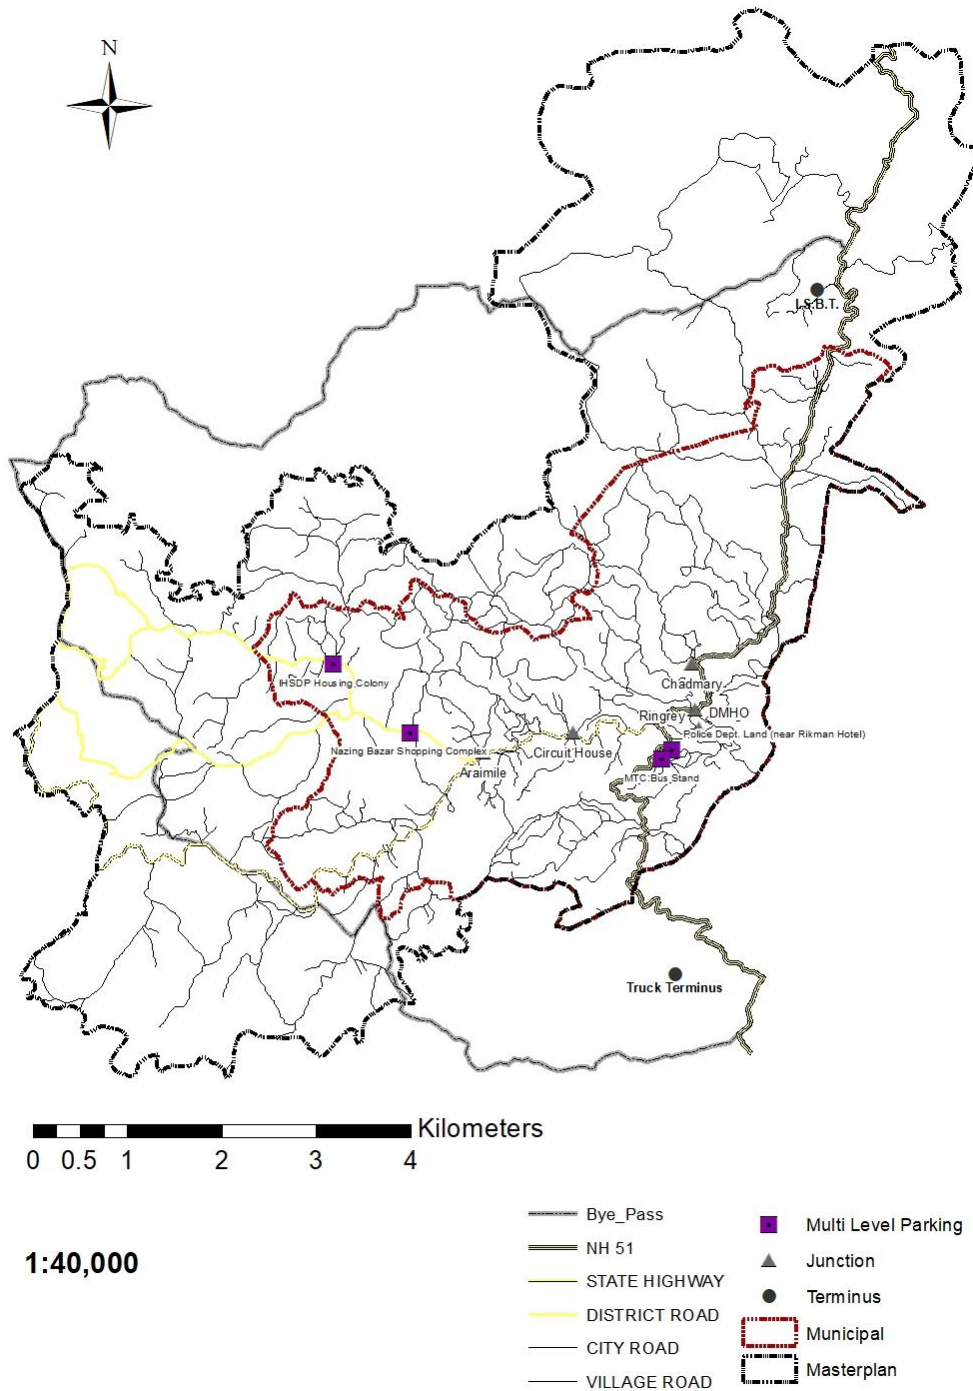 N
I.S.B.T.
Chadmary
IHSDP Housing Colony
Ringrey
DMHO
Police Dept. Land (near Rikman Hotel)
Nazing Bazar Shopping Complex
Circuit House
Araimile
MTC Bus Stand
Truck Terminus
Kilometers
0 0.5 1 2 3 4
1:40,000
Bye_Pass
NH 51
STATE HIGHWAY
DISTRICT ROAD
CITY ROAD
VILLAGE ROAD
Multi Level Parking
Junction
Terminus
Municipal
Masterplan